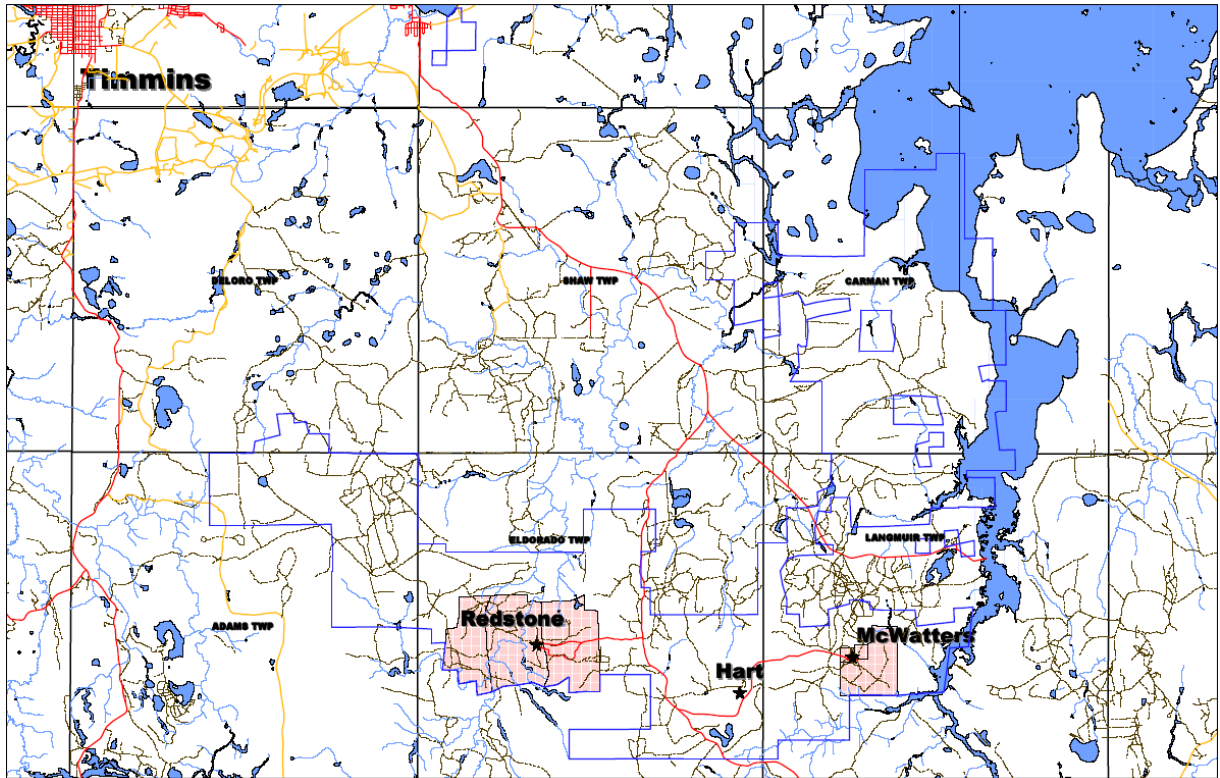 Timmins
DELORO TWP
SHAW TWP
CARMAN TWP
ELDORADO TWP
LANGMUIR TWP
Redstone
ADAMS TWP
McWatters
Hart